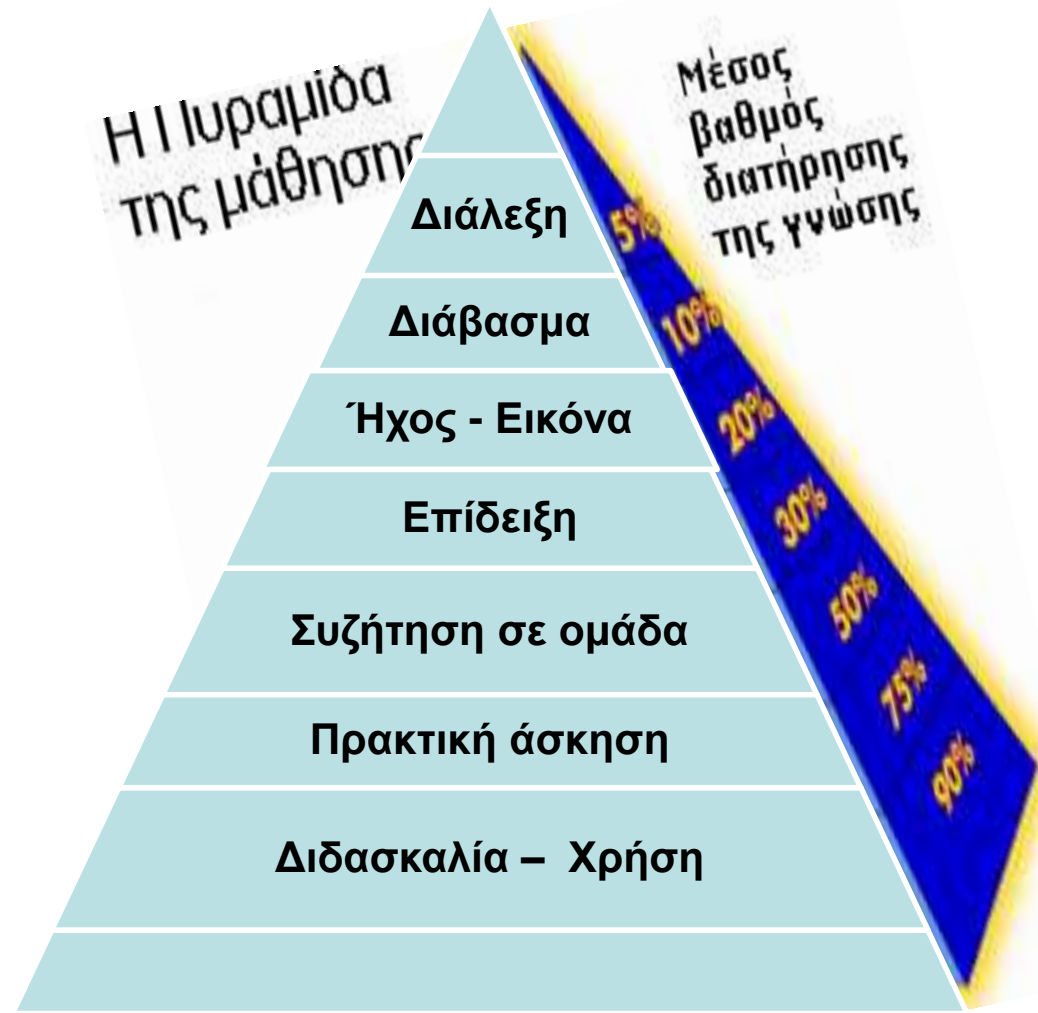 Η Πυραμίδα
της μάθησης
Μέσος
βαθμός
διατήρησης
της γνώσης
Διάλεξη
5%
Διάβασμα
10%
Ήχος - Εικόνα
20%
Επίδειξη
30%
Συζήτηση σε ομάδα
50%
Πρακτική άσκηση
75%
Διδασκαλία – Χρήση
90%